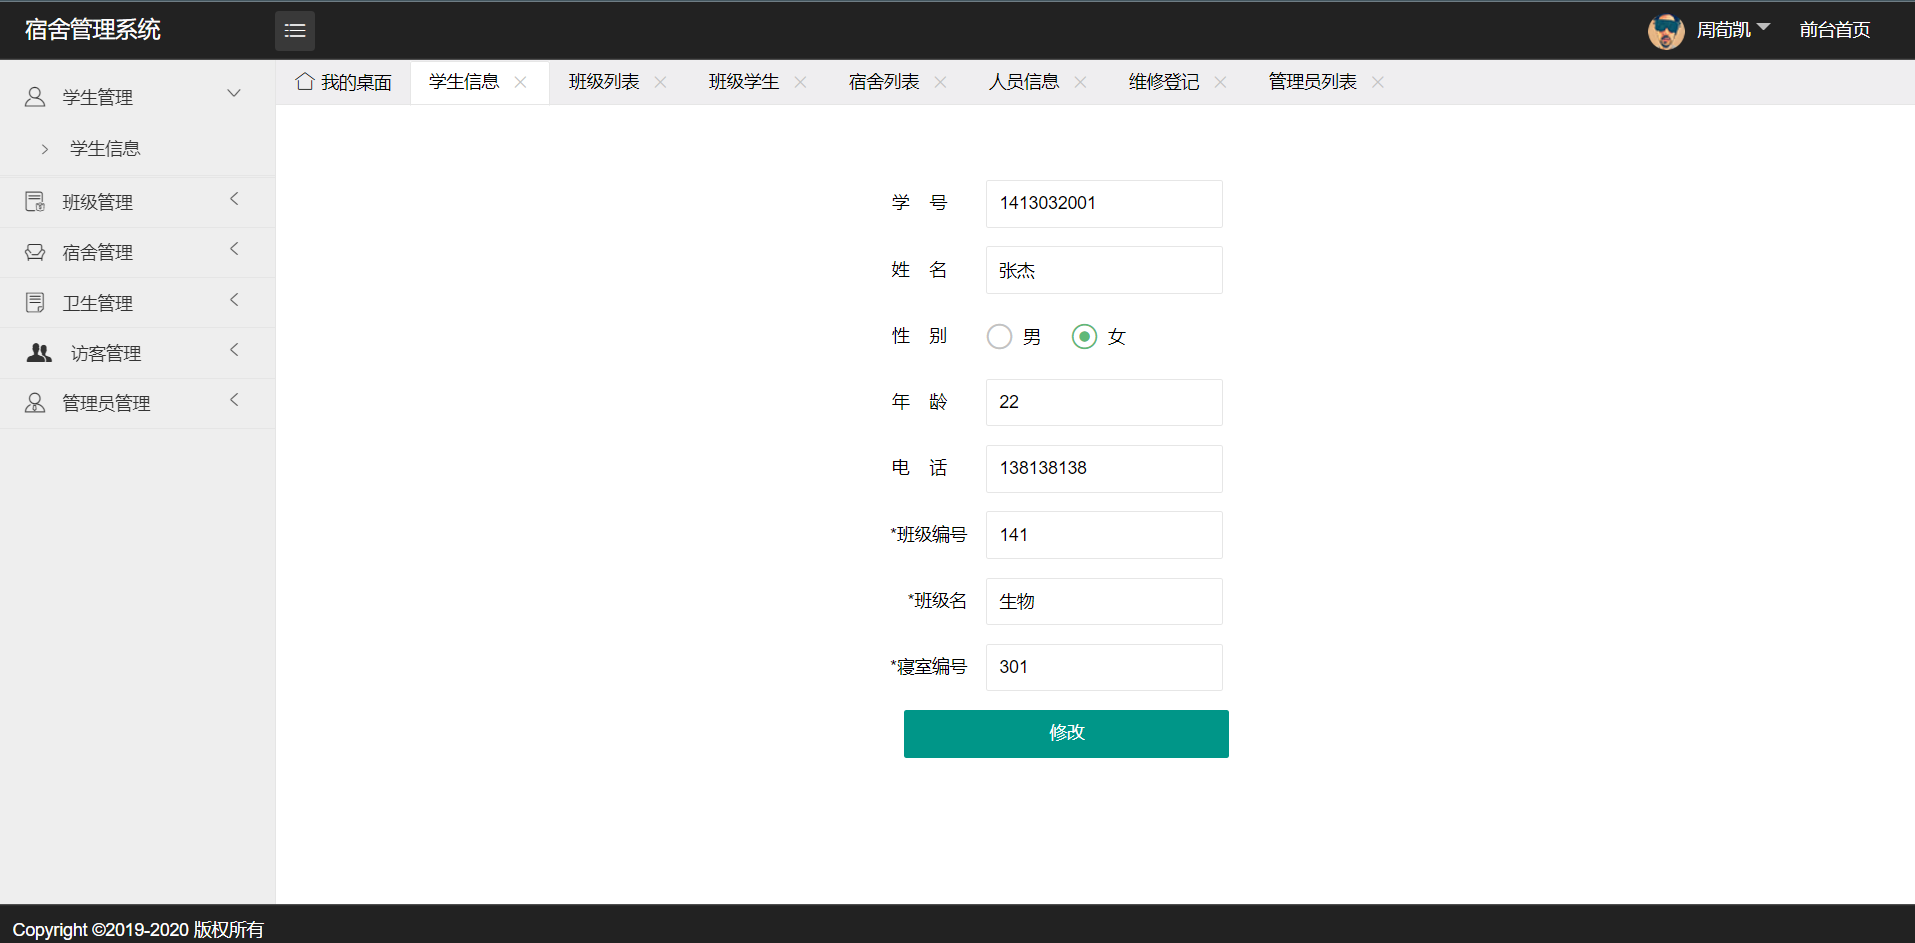 宿舍管理系统
周荀凯
前台首页
我的桌面
学生信息
班级列表
班级学生
宿舍列表
人员信息
维修登记
管理员列表
学生管理
学生信息
班级管理
宿舍管理
卫生管理
访客管理
管理员管理
学 号 1413032001
姓 名 张杰
性 别 男 女
年 龄 22
电 话 138138138
*班级编号 141
*班级名 生物
*寝室编号 301
修改
Copyright ©2019-2020 版权所有